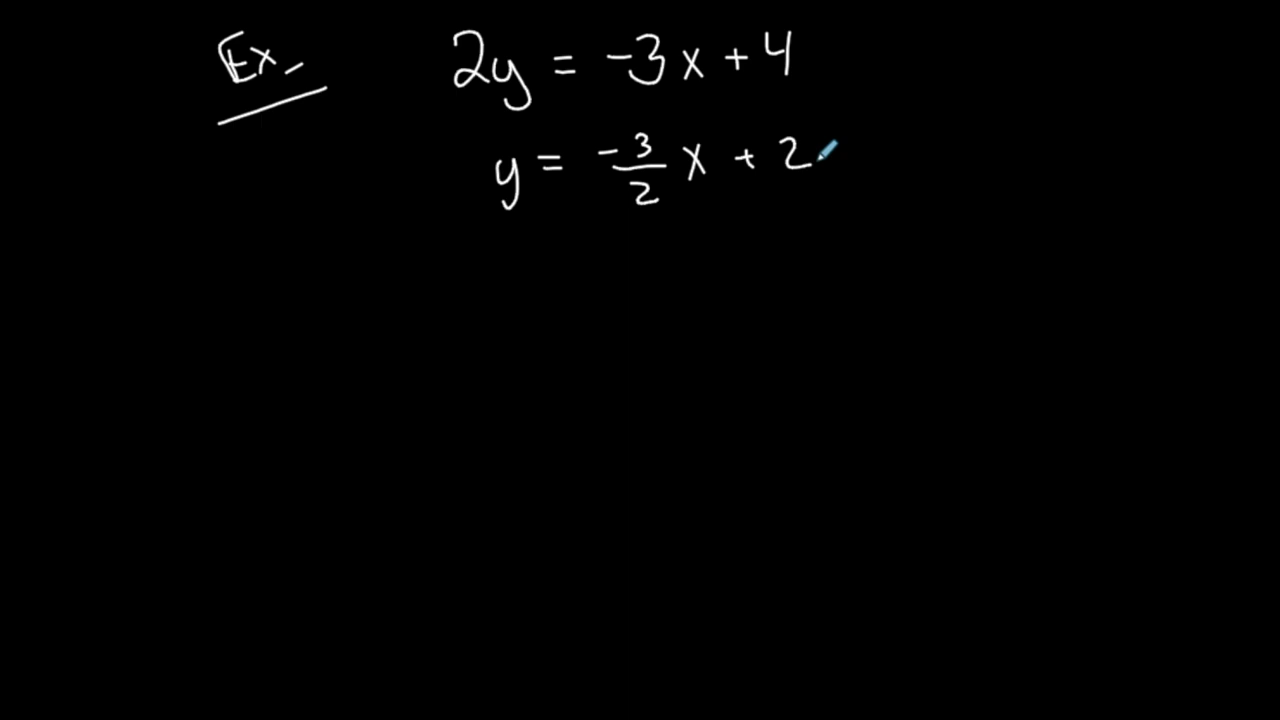 Ex.
2y = -3x + 4
y = -3/2 x + 2